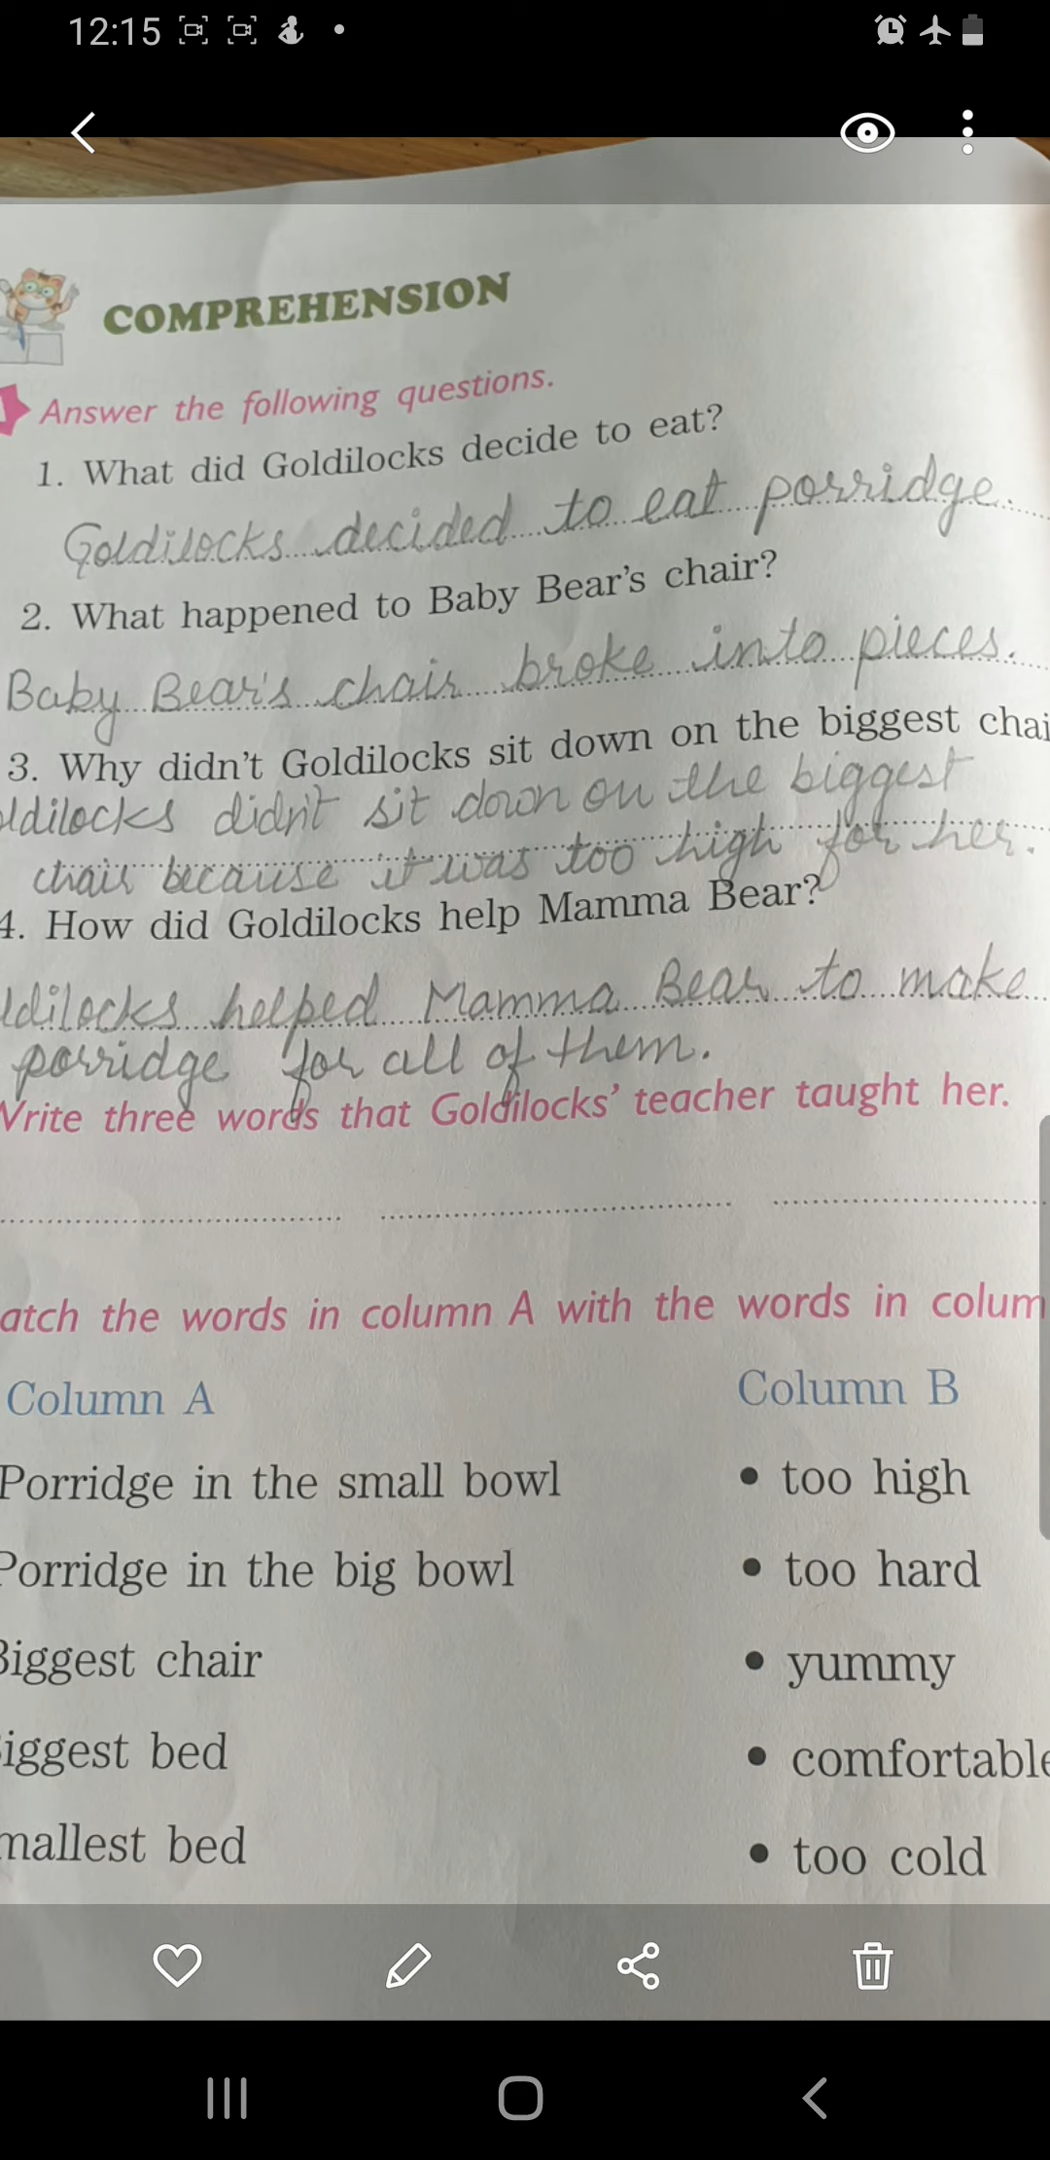 12:15
COMPREHENSION
Answer the following questions.
1. What did Goldilocks decide to eat?
Goldilocks decided to eat porridge.
2. What happened to Baby Bear's chair?
Baby Bear's chair broke into pieces.
3. Why didn't Goldilocks sit down on the biggest chai
ldilocks didn't sit down on the biggest
chair because it was too high for her.
4. How did Goldilocks help Mamma Bear?
ldilocks helped Mamma Bear to make
porridge for all of them.
Write three words that Goldilocks' teacher taught her.
atch the words in column A with the words in colum
Column A Column B
Porridge in the small bowl • too high
Porridge in the big bowl • too hard
Biggest chair • yummy
iggest bed • comfortable
mallest bed • too cold